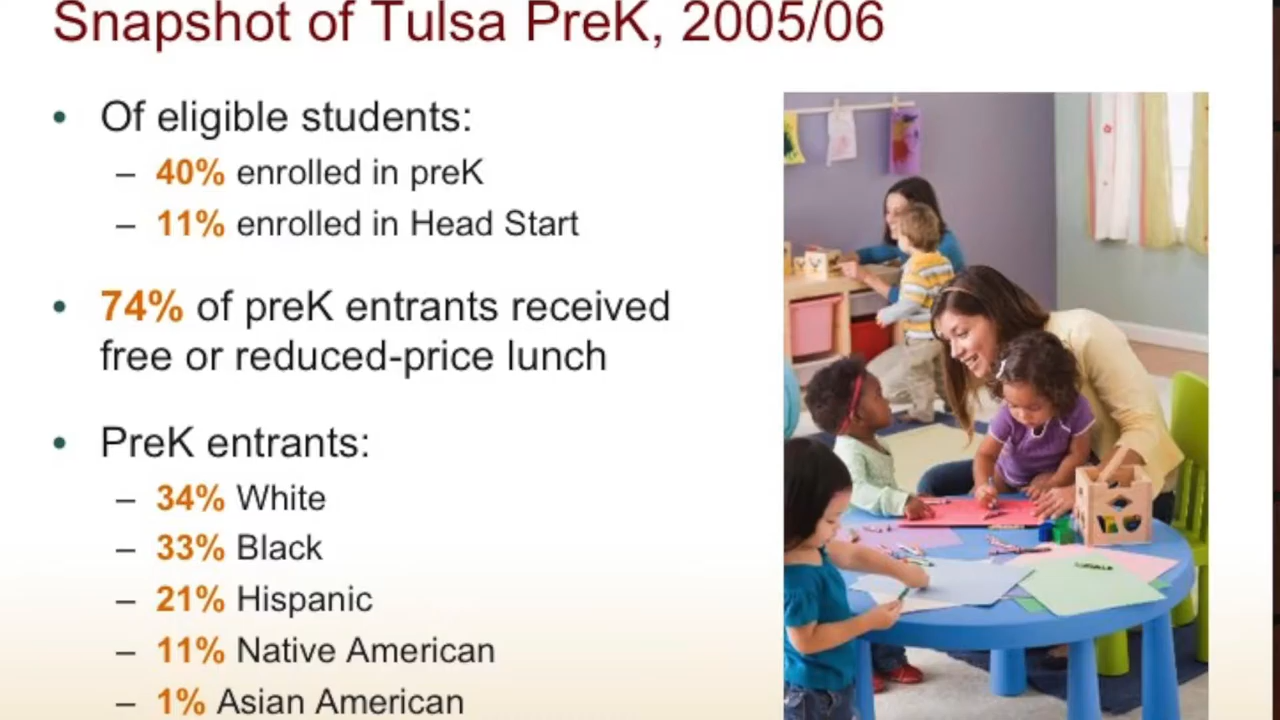 Snapshot of Tulsa PreK, 2005/06
• Of eligible students:
– 40% enrolled in preK
– 11% enrolled in Head Start
• 74% of preK entrants received
free or reduced-price lunch
• PreK entrants:
– 34% White
– 33% Black
– 21% Hispanic
– 11% Native American
– 1% Asian American